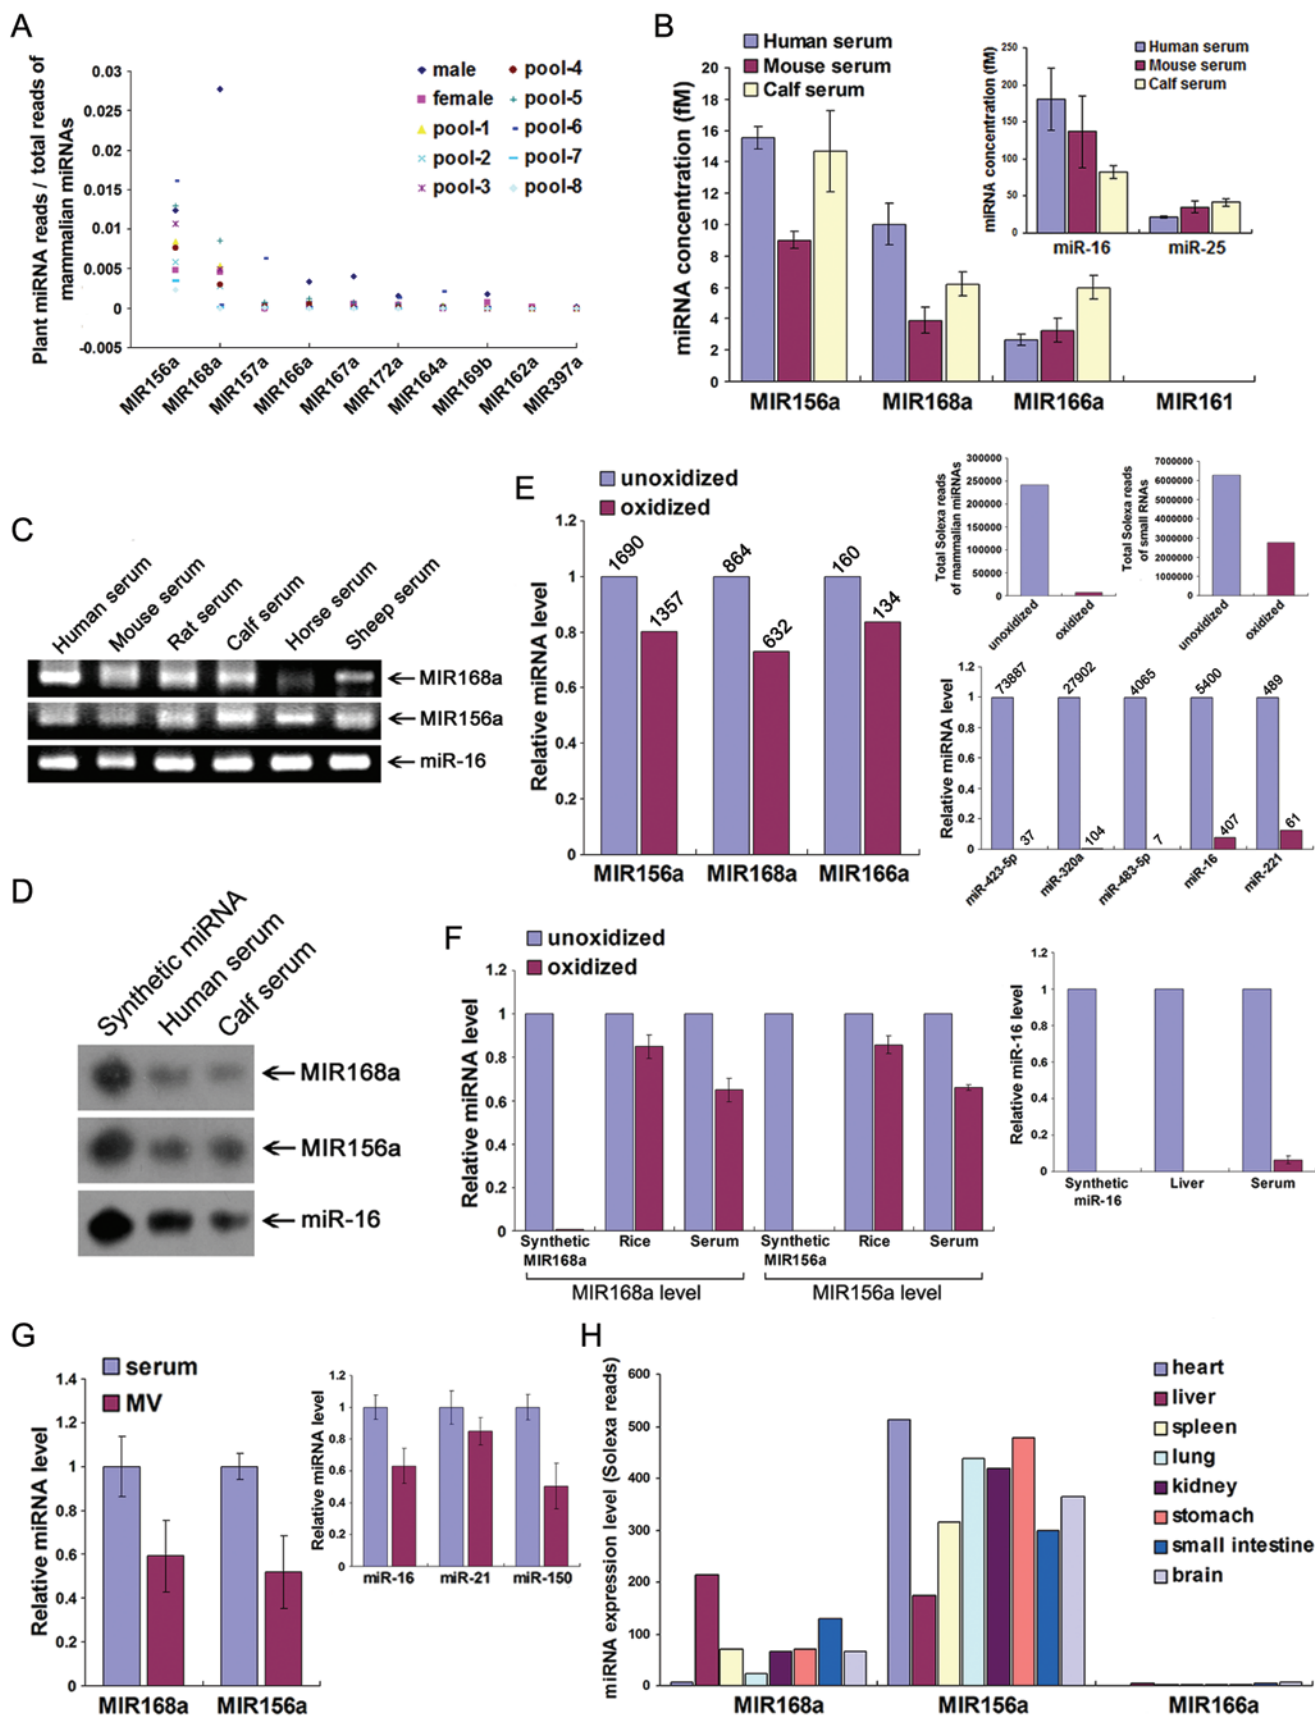 A
Plant miRNA reads / total reads of
mammalian miRNAs
0.03
0.025
0.02
0.015
0.01
0.005
0
-0.005
male
female
pool-1
pool-2
pool-3
pool-4
pool-5
pool-6
pool-7
pool-8
MIR156a
MIR168a
MIR157a
MIR166a
MIR167a
MIR172a
MIR164a
MIR169b
MIR162a
MIR397a
B
Human serum
Mouse serum
Calf serum
miRNA concentration (fM)
20
18
16
14
12
10
8
6
4
2
0
MIR156a
MIR168a
MIR166a
MIR161
miRNA concentration (fM)
250
200
150
100
50
0
Human serum
Mouse serum
Calf serum
miR-16
miR-25
C
Human serum
Mouse serum
Rat serum
Calf serum
Horse serum
Sheep serum
MIR168a
MIR156a
miR-16
D
Synthetic miRNA
Human serum
Calf serum
MIR168a
MIR156a
miR-16
E
unoxidized
oxidized
Relative miRNA level
1.2
1
0.8
0.6
0.4
0.2
0
1690
1357
864
632
160
134
MIR156a
MIR168a
MIR166a
Total Solexa reads
of mammalian miRNAs
300000
250000
200000
150000
100000
50000
0
unoxidized
oxidized
Total Solexa reads
of small RNAs
7000000
6000000
5000000
4000000
3000000
2000000
1000000
0
unoxidized
oxidized
Relative miRNA level
1.2
1
0.8
0.6
0.4
0.2
0
73887
37
27902
104
4065
7
5400
407
489
61
miR-423-5p
miR-320a
miR-483-5p
miR-16
miR-221
F
unoxidized
oxidized
Relative miRNA level
1.2
1
0.8
0.6
0.4
0.2
0
Synthetic
MIR168a
Rice
Serum
Synthetic
MIR156a
Rice
Serum
MIR168a level
MIR156a level
Relative miR-16 level
1.2
1
0.8
0.6
0.4
0.2
0
Synthetic
miR-16
Liver
Serum
G
serum
MV
Relative miRNA level
1.4
1.2
1
0.8
0.6
0.4
0.2
0
MIR168a
MIR156a
Relative miRNA level
1.2
1
0.8
0.6
0.4
0.2
0
miR-16
miR-21
miR-150
H
miRNA expression level (Solexa reads)
600
500
400
300
200
100
0
heart
liver
spleen
lung
kidney
stomach
small intestine
brain
MIR168a
MIR156a
MIR166a